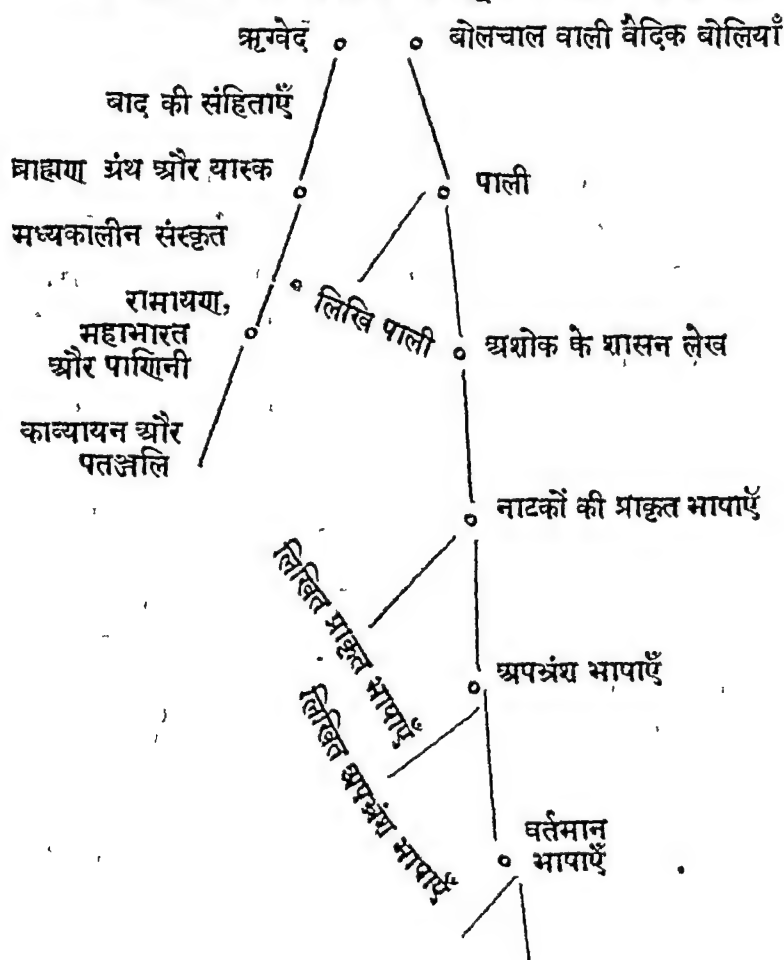 ऋग्वेद
बोलचाल वाली वैदिक बोलियाँ
बाद की संहिताएँ
ब्राह्मण ग्रंथ और यास्क
पाली
मध्यकालीन संस्कृत
रामायण,
महाभारत
और पाणिनी
लिखि पाली
अशोक के शासन लेख
काव्यायन और
पतञ्जलि
नाटकों की प्राकृत भाषाएँ
लिखित प्राकृत भाषाएँ
अपभ्रंश भाषाएँ
लिखित अपभ्रंश भाषाएँ
वर्तमान
भाषाएँ